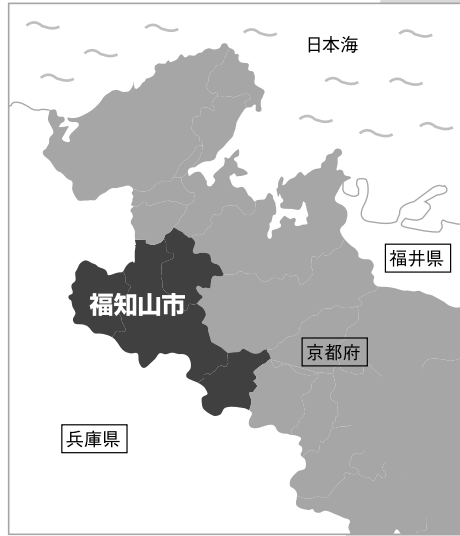 日本海
福井県
福知山市
京都府
兵庫県